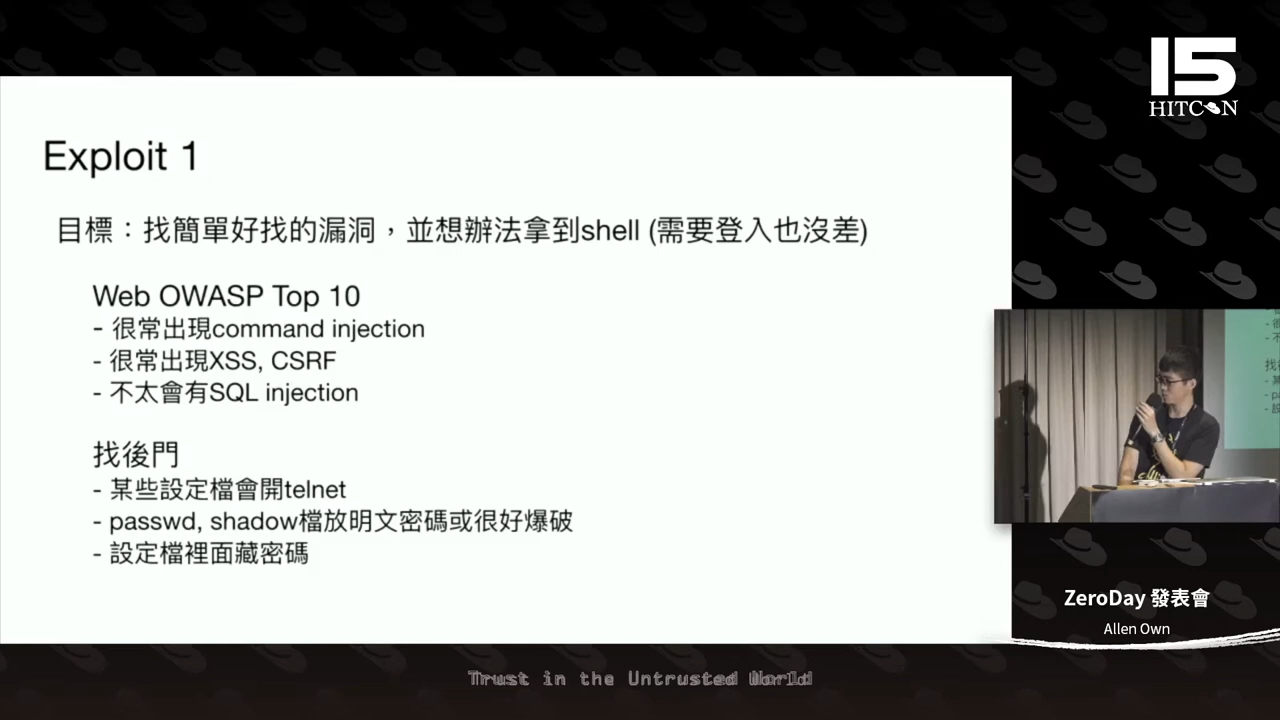 15
HITCON
Exploit 1
目標：找簡單好找的漏洞，並想辦法拿到shell (需要登入也沒差)
Web OWASP Top 10
- 很常出現command injection
- 很常出現XSS, CSRF
- 不太會有SQL injection
找後門
- 某些設定檔會開telnet
- passwd, shadow檔放明文密碼或很好爆破
- 設定檔裡面藏密碼
ZeroDay 發表會
Allen Own
Trust in the Untrusted World